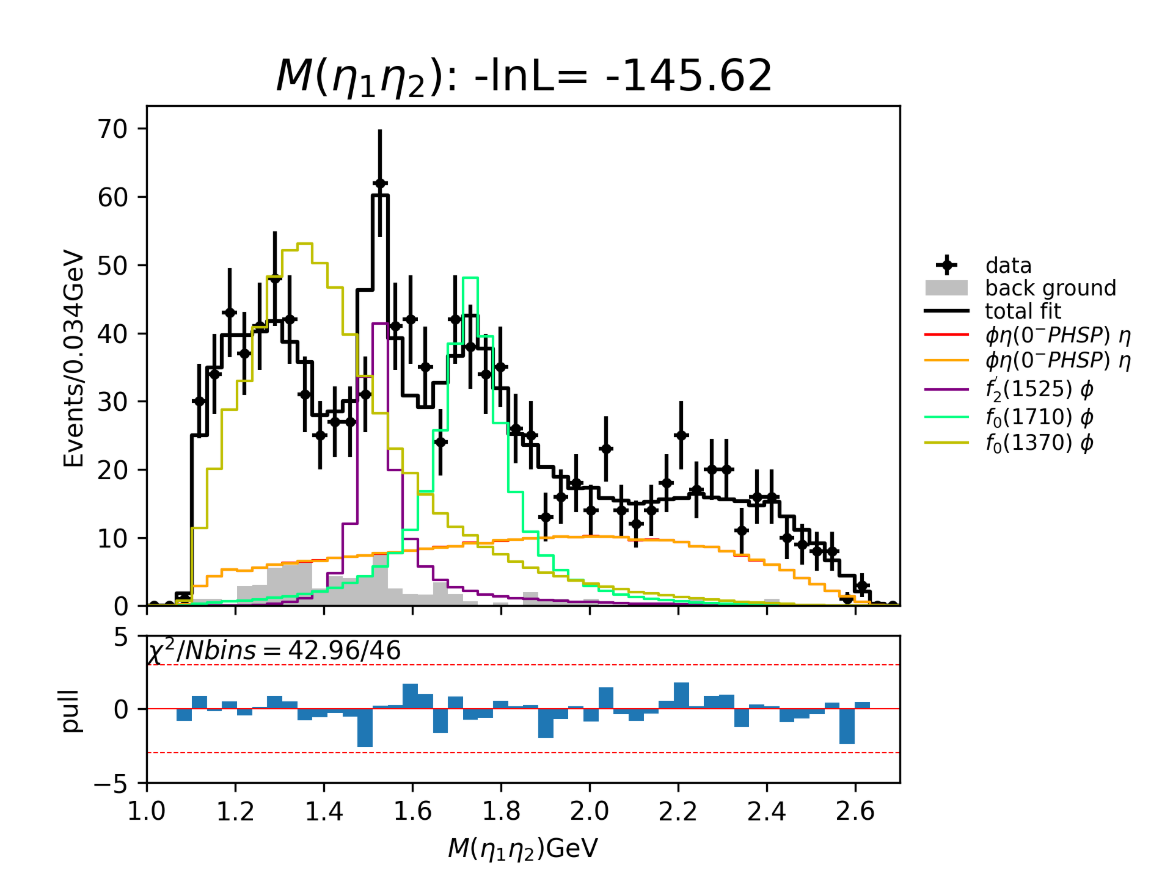 M(η₁η₂): -lnL= -145.62
Events/0.034GeV
70
60
50
40
30
20
10
0
data
back ground
total fit
ϕη(0⁻PHSP) η
ϕη(0⁻PHSP) η
f₂′(1525) ϕ
f₀(1710) ϕ
f₀(1370) ϕ
χ²/Nbins = 42.96/46
pull
5
0
−5
1.0 1.2 1.4 1.6 1.8 2.0 2.2 2.4 2.6
M(η₁η₂)GeV